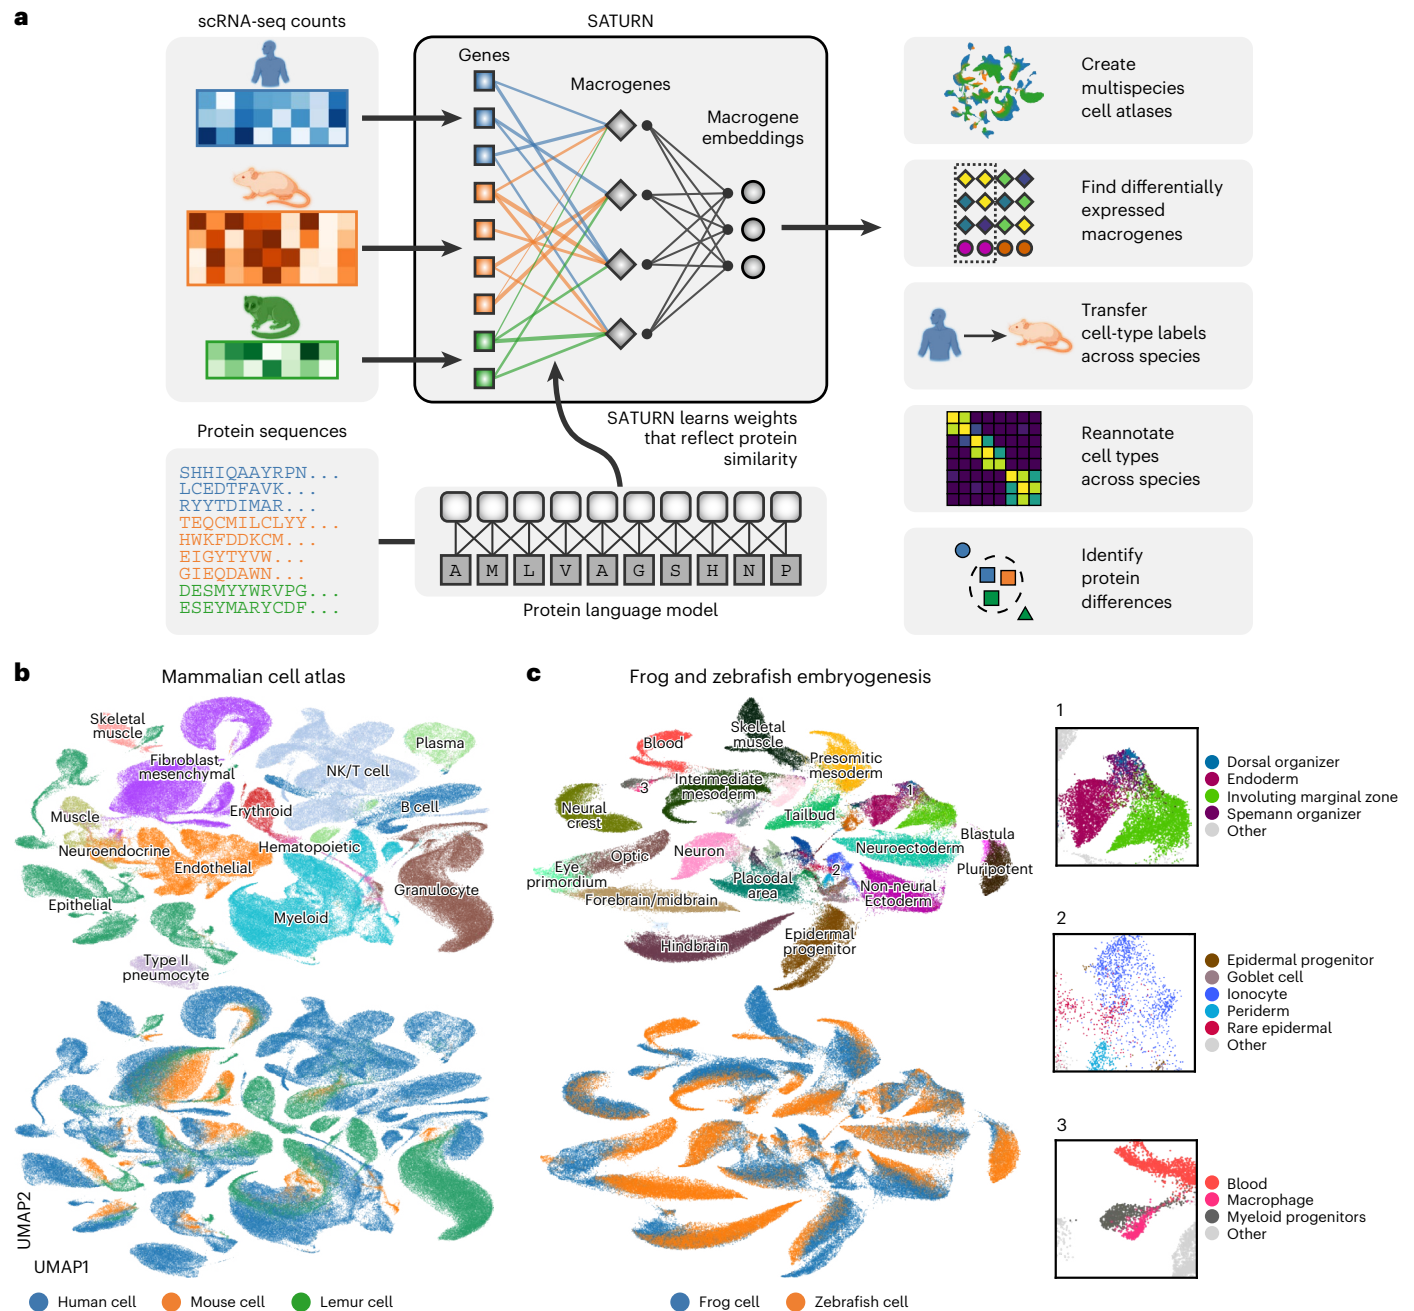 a
scRNA-seq counts
SATURN
Genes
Macrogenes
Macrogene
embeddings
SATURN learns weights
that reflect protein
similarity
Protein sequences
SHHIQAAYRPN...
LCEDTFAVK...
RYYTDIMAR...
TEQCMILCLYY...
HWKFDDKCM...
EIGYTYVW...
GIEQDAWN...
DESMYYWRVPG...
ESEYMARYCDF...
A M L V A G S H N P
Protein language model
Create
multispecies
cell atlases
Find differentially
expressed
macrogenes
Transfer
cell-type labels
across species
Reannotate
cell types
across species
Identify
protein
differences
b
Mammalian cell atlas
Skeletal
muscle
Fibroblast,
mesenchymal
NK/T cell
Plasma
Muscle
Erythroid
B cell
Neuroendocrine
Hematopoietic
Endothelial
Granulocyte
Epithelial
Myeloid
Type II
pneumocyte
UMAP2
UMAP1
Human cell
Mouse cell
Lemur cell
c
Frog and zebrafish embryogenesis
Blood
Skeletal
muscle
Presomitic
mesoderm
3
Intermediate
mesoderm
1
Neural
crest
Tailbud
Blastula
Optic
Neuron
Neuroectoderm
Pluripotent
Eye
primordium
Placodal
area
2
Non-neural
Ectoderm
Forebrain/midbrain
Hindbrain
Epidermal
progenitor
Frog cell
Zebrafish cell
1
Dorsal organizer
Endoderm
Involuting marginal zone
Spemann organizer
Other
2
Epidermal progenitor
Goblet cell
Ionocyte
Periderm
Rare epidermal
Other
3
Blood
Macrophage
Myeloid progenitors
Other